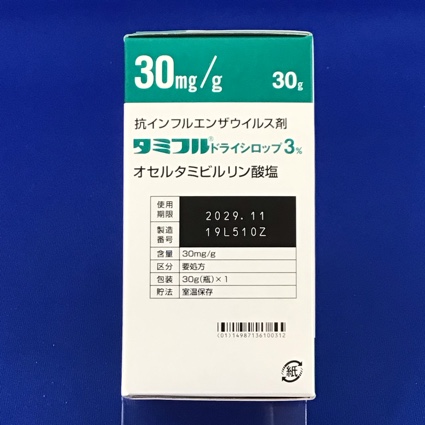 30mg/g 30g
抗インフルエンザウイルス剤
タミフル®ドライシロップ3%
オセルタミビルリン酸塩
使用期限 2029.11
製造番号 19L510Z
含量 30mg/g
区分 要処方
包装 30g(瓶)×1
貯法 室温保存
(01)14987136100312
紙